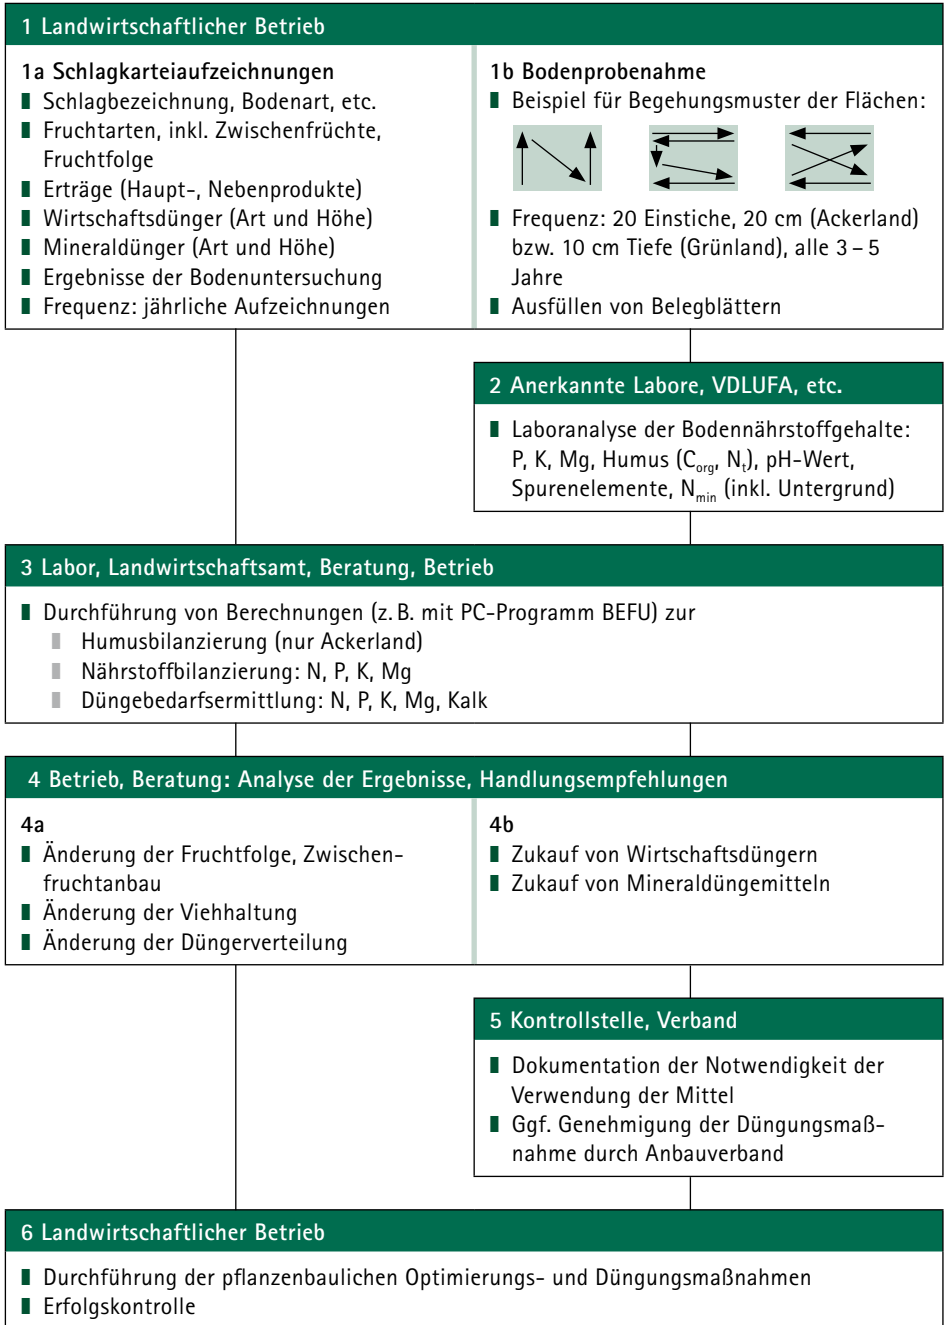 1 Landwirtschaftlicher Betrieb
1a Schlagkarteiaufzeichnungen
Schlagbezeichnung, Bodenart, etc.
Fruchtarten, inkl. Zwischenfrüchte,
Fruchtfolge
Erträge (Haupt-, Nebenprodukte)
Wirtschaftsdünger (Art und Höhe)
Mineraldünger (Art und Höhe)
Ergebnisse der Bodenuntersuchung
Frequenz: jährliche Aufzeichnungen
1b Bodenprobenahme
Beispiel für Begehungsmuster der Flächen:
Frequenz: 20 Einstiche, 20 cm (Ackerland)
bzw. 10 cm Tiefe (Grünland), alle 3 – 5
Jahre
Ausfüllen von Belegblättern
2 Anerkannte Labore, VDLUFA, etc.
Laboranalyse der Bodennährstoffgehalte:
P, K, Mg, Humus (Corg, Nt), pH-Wert,
Spurenelemente, Nmin (inkl. Untergrund)
3 Labor, Landwirtschaftsamt, Beratung, Betrieb
Durchführung von Berechnungen (z. B. mit PC-Programm BEFU) zur
Humusbilanzierung (nur Ackerland)
Nährstoffbilanzierung: N, P, K, Mg
Düngebedarfsermittlung: N, P, K, Mg, Kalk
4 Betrieb, Beratung: Analyse der Ergebnisse, Handlungsempfehlungen
4a
Änderung der Fruchtfolge, Zwischen-
fruchtanbau
Änderung der Viehhaltung
Änderung der Düngerverteilung
4b
Zukauf von Wirtschaftsdüngern
Zukauf von Mineraldüngemitteln
5 Kontrollstelle, Verband
Dokumentation der Notwendigkeit der
Verwendung der Mittel
Ggf. Genehmigung der Düngungsmaß-
nahme durch Anbauverband
6 Landwirtschaftlicher Betrieb
Durchführung der pflanzenbaulichen Optimierungs- und Düngungsmaßnahmen
Erfolgskontrolle